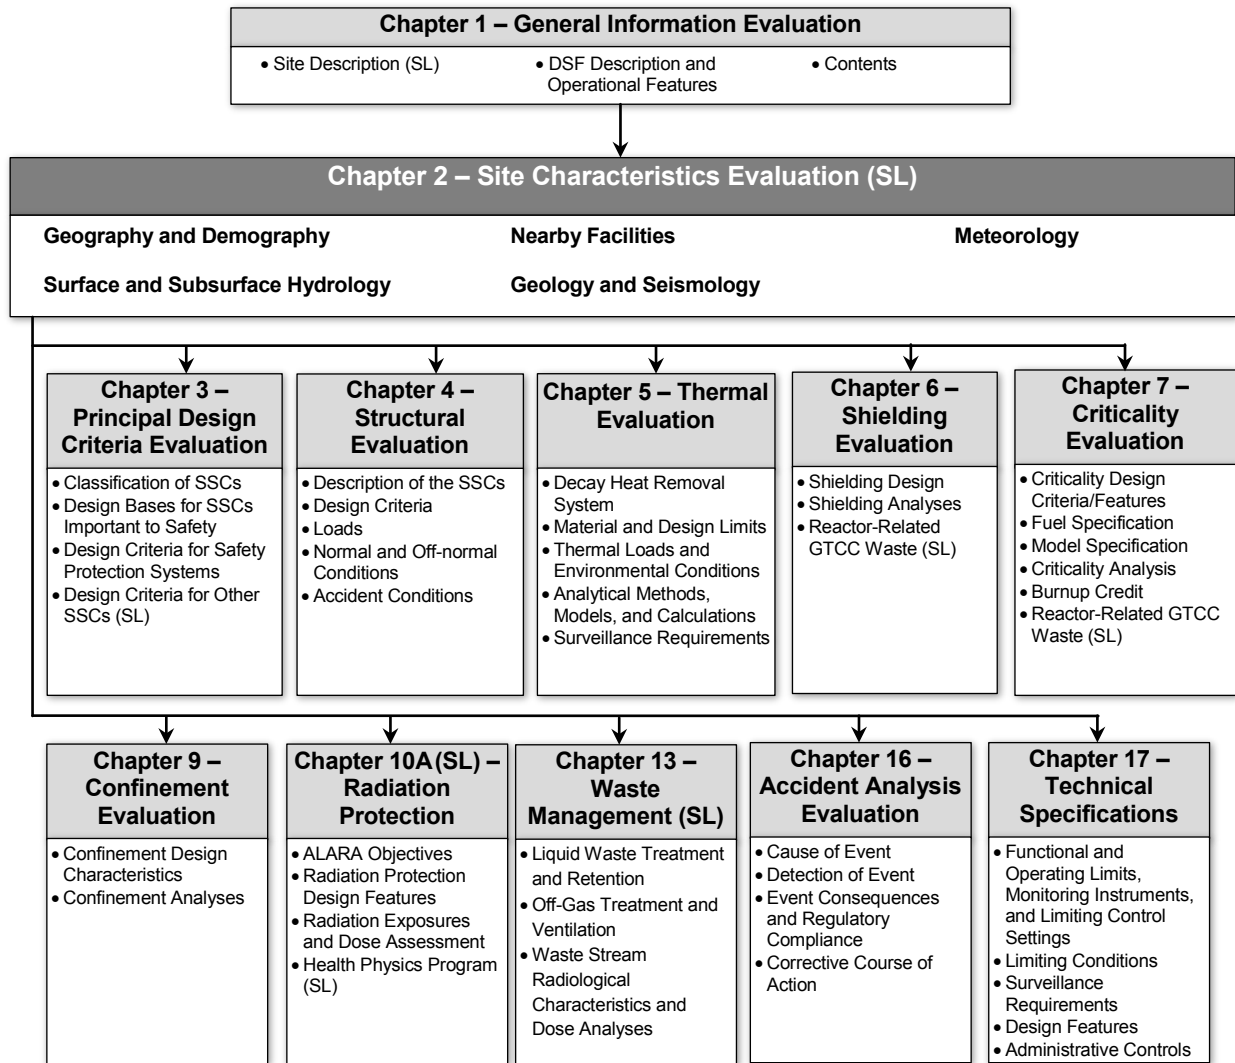 Chapter 1 – General Information Evaluation
• Site Description (SL)
• DSF Description and
Operational Features
• Contents
Chapter 2 – Site Characteristics Evaluation (SL)
Geography and Demography
Nearby Facilities
Meteorology
Surface and Subsurface Hydrology
Geology and Seismology
Chapter 3 –
Principal Design
Criteria Evaluation
• Classification of SSCs
• Design Bases for SSCs
Important to Safety
• Design Criteria for Safety
Protection Systems
• Design Criteria for Other
SSCs (SL)
Chapter 4 –
Structural
Evaluation
• Description of the SSCs
• Design Criteria
• Loads
• Normal and Off-normal
Conditions
• Accident Conditions
Chapter 5 – Thermal
Evaluation
• Decay Heat Removal
System
• Material and Design Limits
• Thermal Loads and
Environmental Conditions
• Analytical Methods,
Models, and Calculations
• Surveillance Requirements
Chapter 6 –
Shielding
Evaluation
• Shielding Design
• Shielding Analyses
• Reactor-Related
GTCC Waste (SL)
Chapter 7 –
Criticality
Evaluation
• Criticality Design
Criteria/Features
• Fuel Specification
• Model Specification
• Criticality Analysis
• Burnup Credit
• Reactor-Related GTCC
Waste (SL)
Chapter 9 –
Confinement
Evaluation
• Confinement Design
Characteristics
• Confinement Analyses
Chapter 10A (SL) –
Radiation
Protection
• ALARA Objectives
• Radiation Protection
Design Features
• Radiation Exposures
and Dose Assessment
• Health Physics Program
(SL)
Chapter 13 –
Waste
Management (SL)
• Liquid Waste Treatment
and Retention
• Off-Gas Treatment and
Ventilation
• Waste Stream
Radiological
Characteristics and
Dose Analyses
Chapter 16 –
Accident Analysis
Evaluation
• Cause of Event
• Detection of Event
• Event Consequences
and Regulatory
Compliance
• Corrective Course of
Action
Chapter 17 –
Technical
Specifications
• Functional and
Operating Limits,
Monitoring Instruments,
and Limiting Control
Settings
• Limiting Conditions
• Surveillance
Requirements
• Design Features
• Administrative Controls